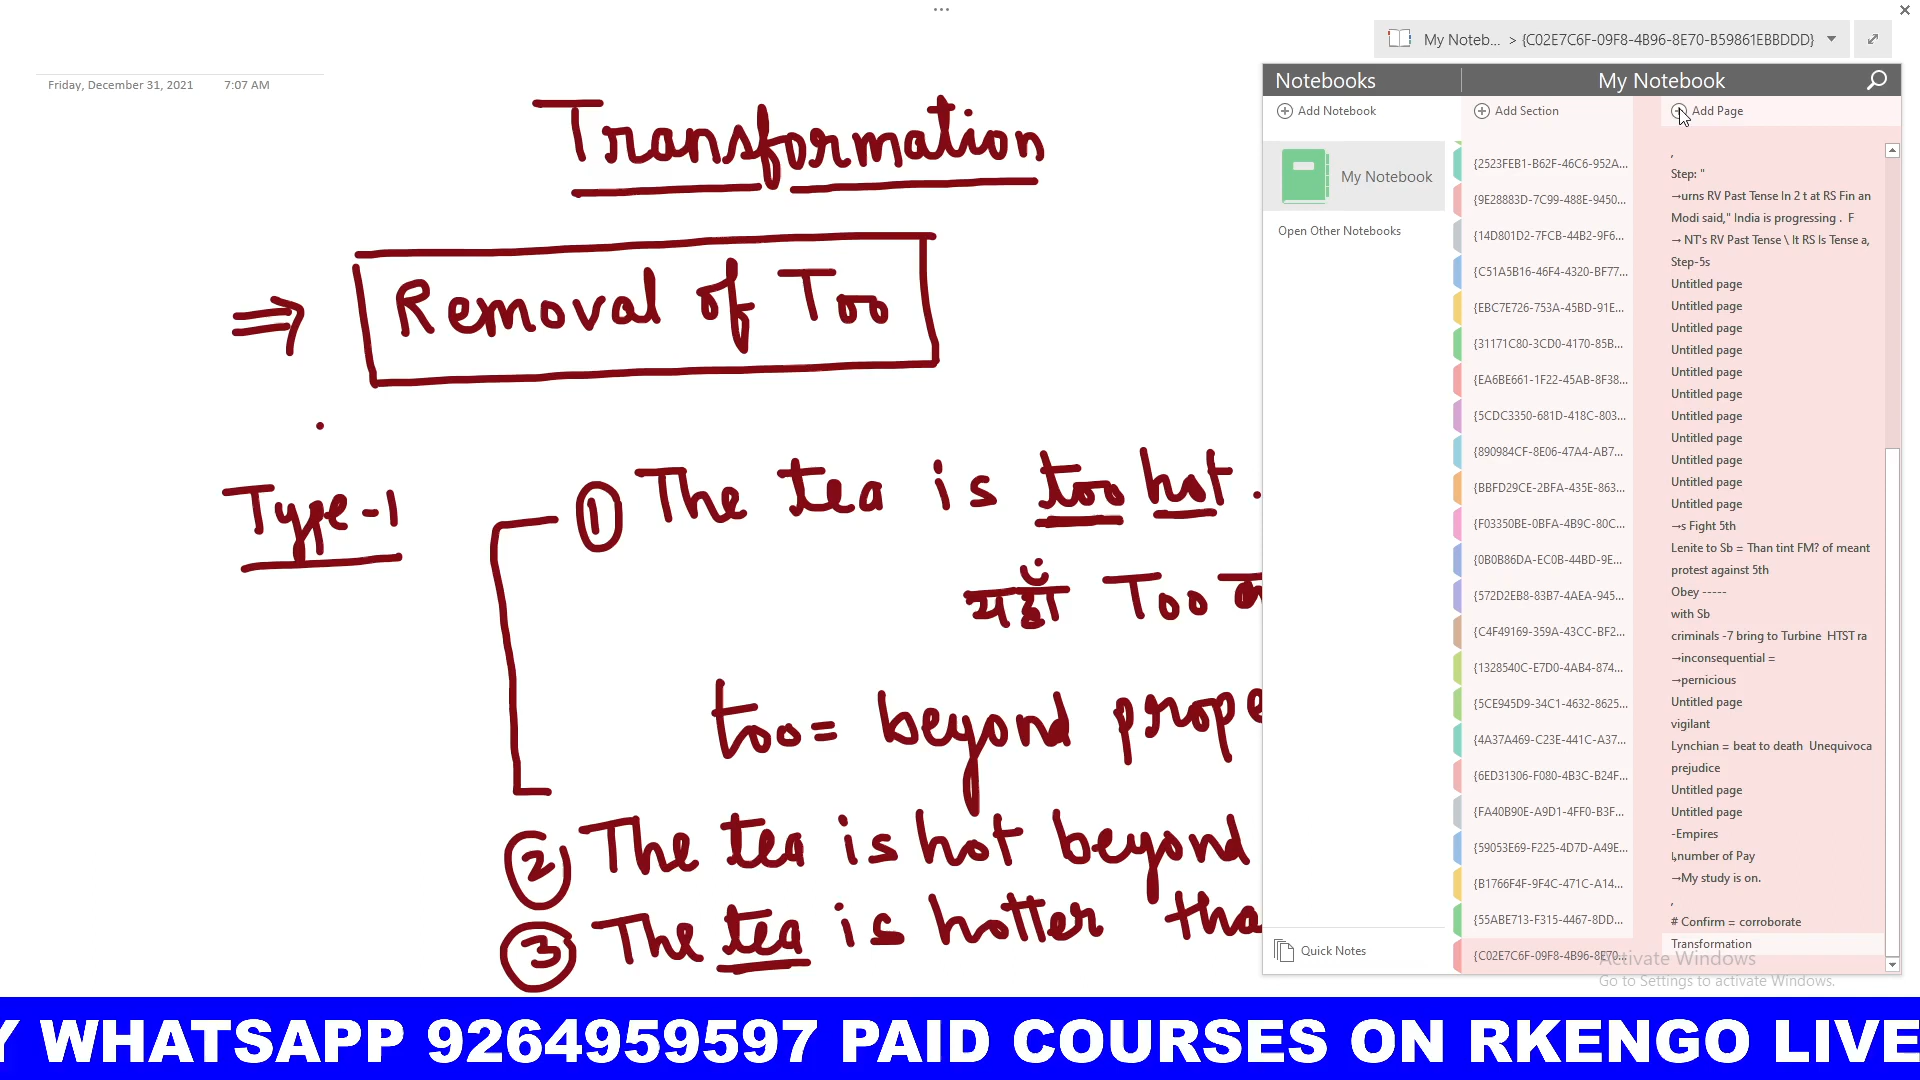 My Noteb... > {C02E7C6F-09F8-4B96-8E70-B59861EBBDDD}
Friday, December 31, 2021 7:07 AM
Transformation
⇒ Removal of Too
Type-1
① The tea is too hot.
यहाँ Too
too = beyond prope
② The tea is hot beyond
③ The tea is hotter tha
Notebooks
My Notebook
Add Notebook
My Notebook
Open Other Notebooks
Quick Notes
Add Section
{2523FEB1-B62F-46C6-952A...
{9E28883D-7C99-488E-9450...
{14D801D2-7FCB-44B2-9F6...
{C51A5B16-46F4-4320-BF77...
{EBC7E726-753A-45BD-91E...
{31171C80-3CD0-4170-85B...
{EA6BE661-1F22-45AB-8F38...
{5CDC3350-681D-418C-803...
{890984CF-8E06-47A4-AB7...
{BBFD29CE-2BFA-435E-863...
{F03350BE-0BFA-4B9C-80C...
{0B0B86DA-EC0B-44BD-9E...
{572D2EB8-83B7-4AEA-945...
{C4F49169-359A-43CC-BF2...
{1328540C-E7D0-4AB4-874...
{5CE945D9-34C1-4632-8625...
{4A37A469-C23E-441C-A37...
{6ED31306-F080-4B3C-B24F...
{FA40B90E-A9D1-4FF0-B3F...
{59053E69-F225-4D7D-A49E...
{B1766F4F-9F4C-471C-A14...
{55ABE713-F315-4467-8DD...
{C02E7C6F-09F8-4B96-8E70...
Add Page
,
Step: "
→urns RV Past Tense In 2 t at RS Fin an
Modi said," India is progressing . F
→ NT's RV Past Tense \ It RS Is Tense a,
Step-5s
Untitled page
Untitled page
Untitled page
Untitled page
Untitled page
Untitled page
Untitled page
Untitled page
Untitled page
Untitled page
Untitled page
→s Fight 5th
Lenite to Sb = Than tint FM? of meant
protest against 5th
Obey -----
with Sb
criminals -7 bring to Turbine HTST ra
→inconsequential =
→pernicious
Untitled page
vigilant
Lynchian = beat to death Unequivoca
prejudice
Untitled page
Untitled page
-Empires
↳number of Pay
→My study is on.
,
# Confirm = corroborate
Transformation
Activate Windows
Go to Settings to activate Windows.
Y WHATSAPP 9264959597 PAID COURSES ON RKENGO LIVE